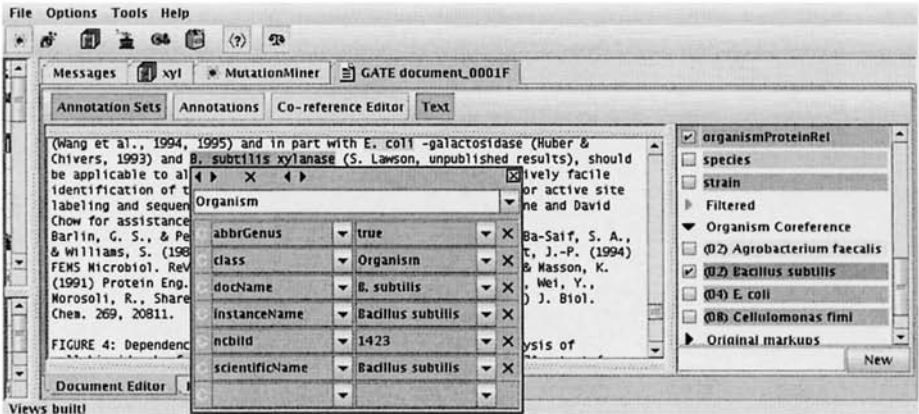 File Options Tools Help
Messages xyl MutationMiner GATE document_0001F
Annotation Sets Annotations Co-reference Editor Text
(Wang et al., 1994, 1995) and in part with E. coli -galactosidase (Huber &
Chivers, 1993) and B. subtilis xylanase (S. Lawson, unpublished results), should
be applicable to al ively facile
identification of t or active site
labeling and sequen ne and David
Chow for assistance
Barlin, G. S., & Pe Ba-Saif, S. A.,
& Williams, S. (198 t, J.-P. (1994)
FEMS Microbiol. ReV & Masson, K.
(1991) Protein Eng. , Wei, Y.,
Morosoli, R., Share ) J. Biol.
Chem. 269, 20811.
FIGURE 4: Dependenc ysis of
Organism
abbrGenus true
class Organism
docName B. subtilis
instanceName Bacillus subtilis
ncbiId 1423
scientificName Bacillus subtilis
organismProteinRel
species
strain
Filtered
Organism Coreference
(02) Agrobacterium faecalis
(02) Bacillus subtilis
(04) E. coli
(08) Cellulomonas fimi
Original markups
New
Document Editor
Views built!